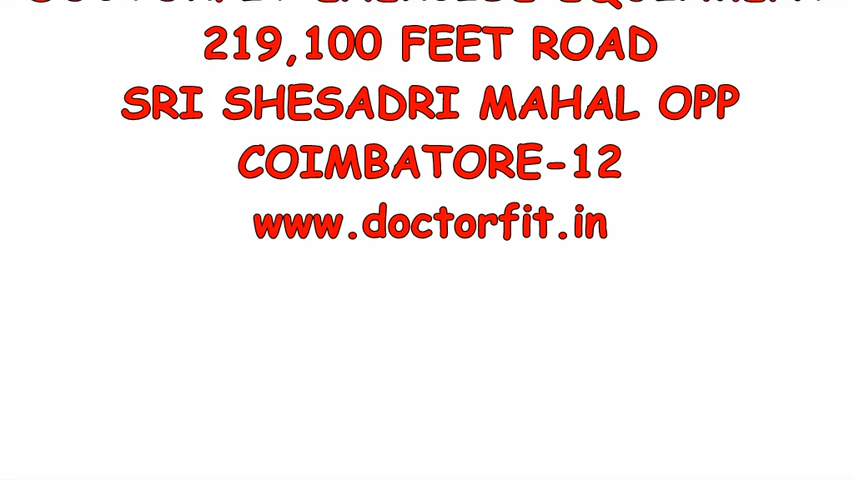 219,100 FEET ROAD
SRI SHESADRI MAHAL OPP
COIMBATORE-12
www.doctorfit.in